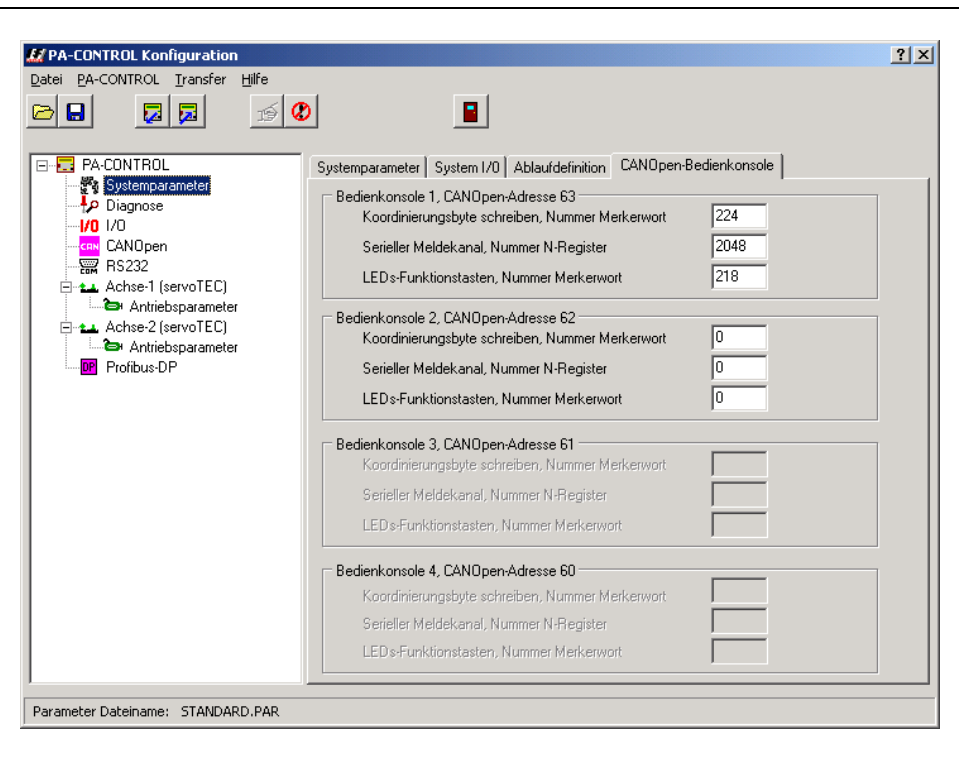 PA-CONTROL Konfiguration
Datei PA-CONTROL Transfer Hilfe
PA-CONTROL
Systemparameter
Diagnose
I/O I/O
CAN CANOpen
COM RS232
Achse-1 (servoTEC)
Antriebsparameter
Achse-2 (servoTEC)
Antriebsparameter
DP Profibus-DP
Systemparameter System I/O Ablaufdefinition CANOpen-Bedienkonsole
Bedienkonsole 1, CANOpen-Adresse 63
Koordinierungsbyte schreiben, Nummer Merkerwort 224
Serieller Meldekanal, Nummer N-Register 2048
LEDs-Funktionstasten, Nummer Merkerwort 218
Bedienkonsole 2, CANOpen-Adresse 62
Koordinierungsbyte schreiben, Nummer Merkerwort 0
Serieller Meldekanal, Nummer N-Register 0
LEDs-Funktionstasten, Nummer Merkerwort 0
Bedienkonsole 3, CANOpen-Adresse 61
Koordinierungsbyte schreiben, Nummer Merkerwort
Serieller Meldekanal, Nummer N-Register
LEDs-Funktionstasten, Nummer Merkerwort
Bedienkonsole 4, CANOpen-Adresse 60
Koordinierungsbyte schreiben, Nummer Merkerwort
Serieller Meldekanal, Nummer N-Register
LEDs-Funktionstasten, Nummer Merkerwort
Parameter Dateiname: STANDARD.PAR